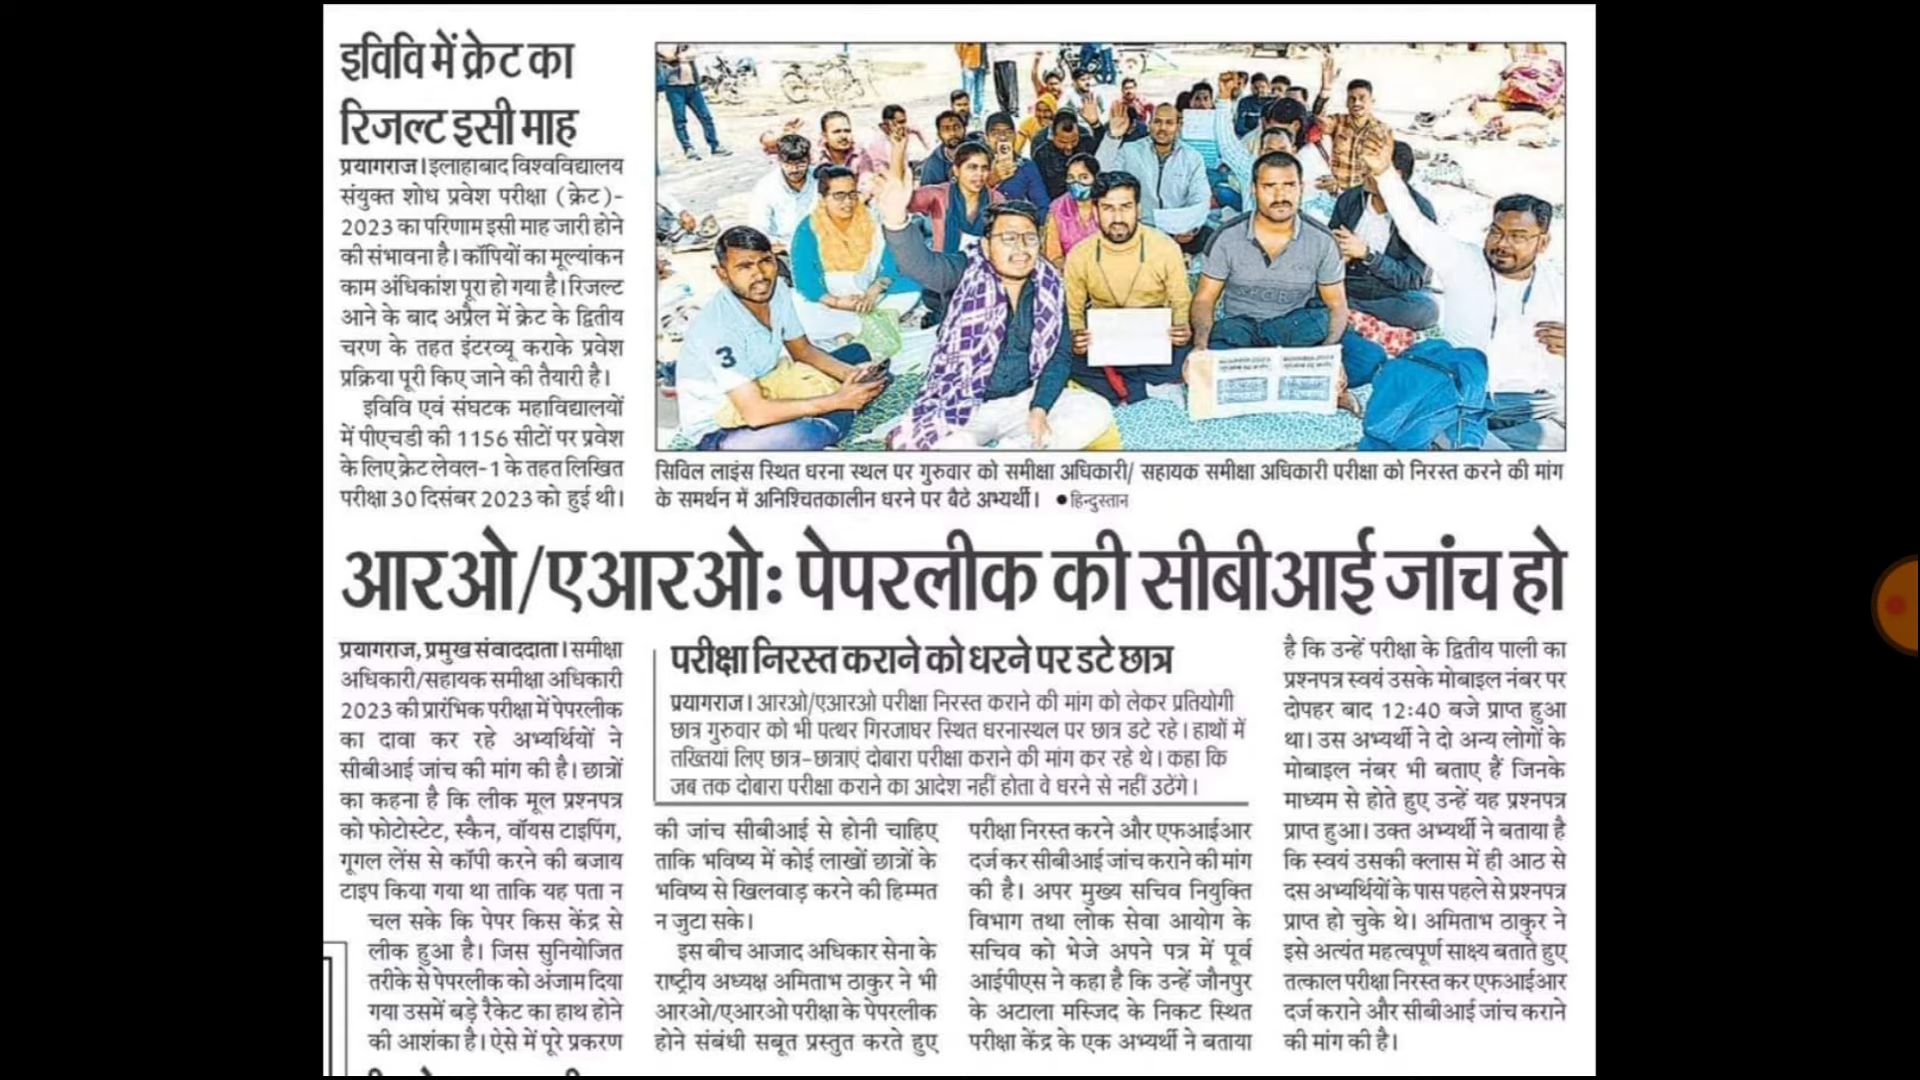 इविवि में क्रेट का
रिजल्ट इसी माह
प्रयागराज। इलाहाबाद विश्वविद्यालय
संयुक्त शोध प्रवेश परीक्षा (क्रेट)-
2023 का परिणाम इसी माह जारी होने
की संभावना है। कॉपियों का मूल्यांकन
काम अंधिकांश पूरा हो गया है। रिजल्ट
आने के बाद अप्रैल में क्रेट के द्वितीय
चरण के तहत इंटरव्यू कराके प्रवेश
प्रक्रिया पूरी किए जाने की तैयारी है।
इविवि एवं संघटक महाविद्यालयों
में पीएचडी की 1156 सीटों पर प्रवेश
के लिए क्रेट लेवल-1 के तहत लिखित
परीक्षा 30 दिसंबर 2023 को हुई थी।
3
सिविल लाइंस स्थित धरना स्थल पर गुरुवार को समीक्षा अधिकारी/ सहायक समीक्षा अधिकारी परीक्षा को निरस्त करने की मांग
के समर्थन में अनिश्चितकालीन धरने पर बैठे अभ्यर्थी। ● हिन्दुस्तान
आरओ/एआरओः पेपरलीक की सीबीआई जांच हो
प्रयागराज, प्रमुख संवाददाता। समीक्षा
अधिकारी/सहायक समीक्षा अधिकारी
2023 की प्रारंभिक परीक्षा में पेपरलीक
का दावा कर रहे अभ्यर्थियों ने
सीबीआई जांच की मांग की है। छात्रों
का कहना है कि लीक मूल प्रश्नपत्र
को फोटोस्टेट, स्कैन, वॉयस टाइपिंग,
गूगल लेंस से कॉपी करने की बजाय
टाइप किया गया था ताकि यह पता न
चल सके कि पेपर किस केंद्र से
लीक हुआ है। जिस सुनियोजित
तरीके से पेपरलीक को अंजाम दिया
गया उसमें बड़े रैकेट का हाथ होने
की आशंका है। ऐसे में पूरे प्रकरण
परीक्षा निरस्त कराने को धरने पर डटे छात्र
प्रयागराज। आरओ/एआरओ परीक्षा निरस्त कराने की मांग को लेकर प्रतियोगी
छात्र गुरुवार को भी पत्थर गिरजाघर स्थित धरनास्थल पर छात्र डटे रहे। हाथों में
तख्तियां लिए छात्र-छात्राएं दोबारा परीक्षा कराने की मांग कर रहे थे। कहा कि
जब तक दोबारा परीक्षा कराने का आदेश नहीं होता वे धरने से नहीं उठेंगे।
की जांच सीबीआई से होनी चाहिए
ताकि भविष्य में कोई लाखों छात्रों के
भविष्य से खिलवाड़ करने की हिम्मत
न जुटा सके।
इस बीच आजाद अधिकार सेना के
राष्ट्रीय अध्यक्ष अमिताभ ठाकुर ने भी
आरओ/एआरओ परीक्षा के पेपरलीक
होने संबंधी सबूत प्रस्तुत करते हुए
परीक्षा निरस्त करने और एफआईआर
दर्ज कर सीबीआई जांच कराने की मांग
की है। अपर मुख्य सचिव नियुक्ति
विभाग तथा लोक सेवा आयोग के
सचिव को भेजे अपने पत्र में पूर्व
आईपीएस ने कहा है कि उन्हें जौनपुर
के अटाला मस्जिद के निकट स्थित
परीक्षा केंद्र के एक अभ्यर्थी ने बताया
है कि उन्हें परीक्षा के द्वितीय पाली का
प्रश्नपत्र स्वयं उसके मोबाइल नंबर पर
दोपहर बाद 12:40 बजे प्राप्त हुआ
था। उस अभ्यर्थी ने दो अन्य लोगों के
मोबाइल नंबर भी बताए हैं जिनके
माध्यम से होते हुए उन्हें यह प्रश्नपत्र
प्राप्त हुआ। उक्त अभ्यर्थी ने बताया है
कि स्वयं उसकी क्लास में ही आठ से
दस अभ्यर्थियों के पास पहले से प्रश्नपत्र
प्राप्त हो चुके थे। अमिताभ ठाकुर ने
इसे अत्यंत महत्वपूर्ण साक्ष्य बताते हुए
तत्काल परीक्षा निरस्त कर एफआईआर
दर्ज कराने और सीबीआई जांच कराने
की मांग की है।